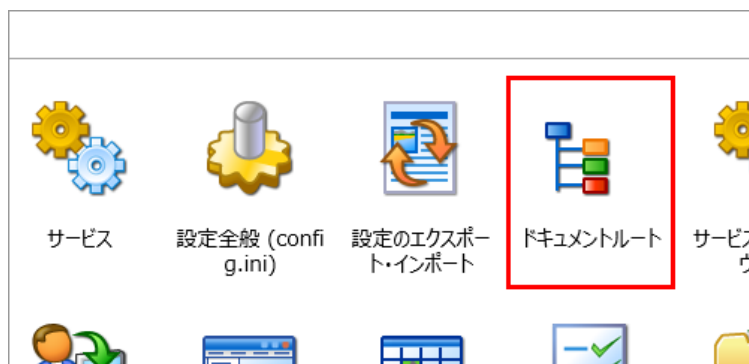 サービス
設定全般 (confi
g.ini)
設定のエクスポー
ト・インポート
ドキュメントルート